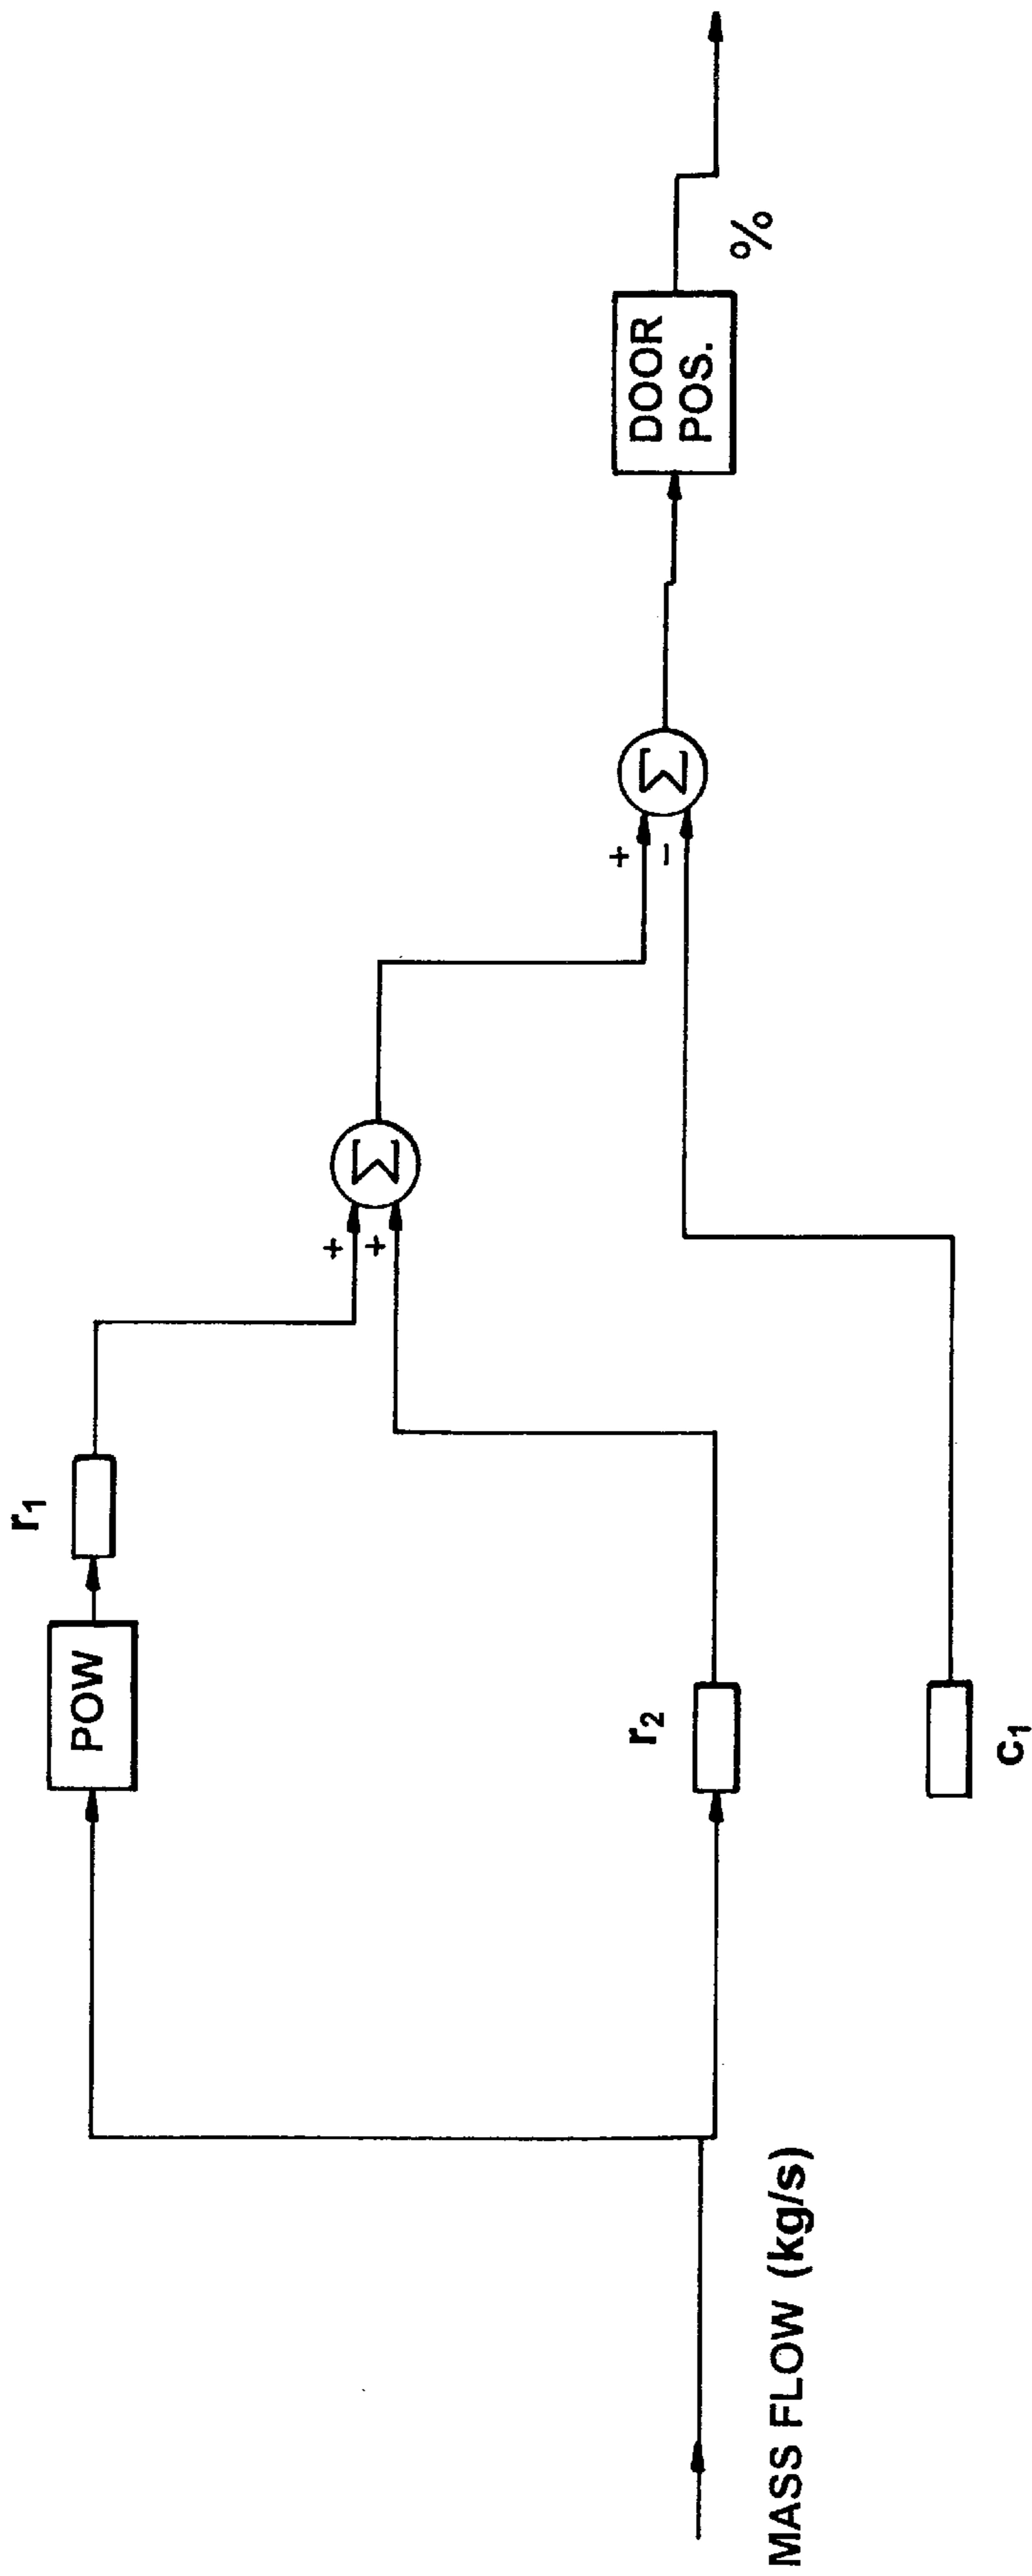 MASS FLOW (kg/s)
POW
r₁
r₂
c₁
+
+
Σ
+
−
Σ
DOOR
POS.
%